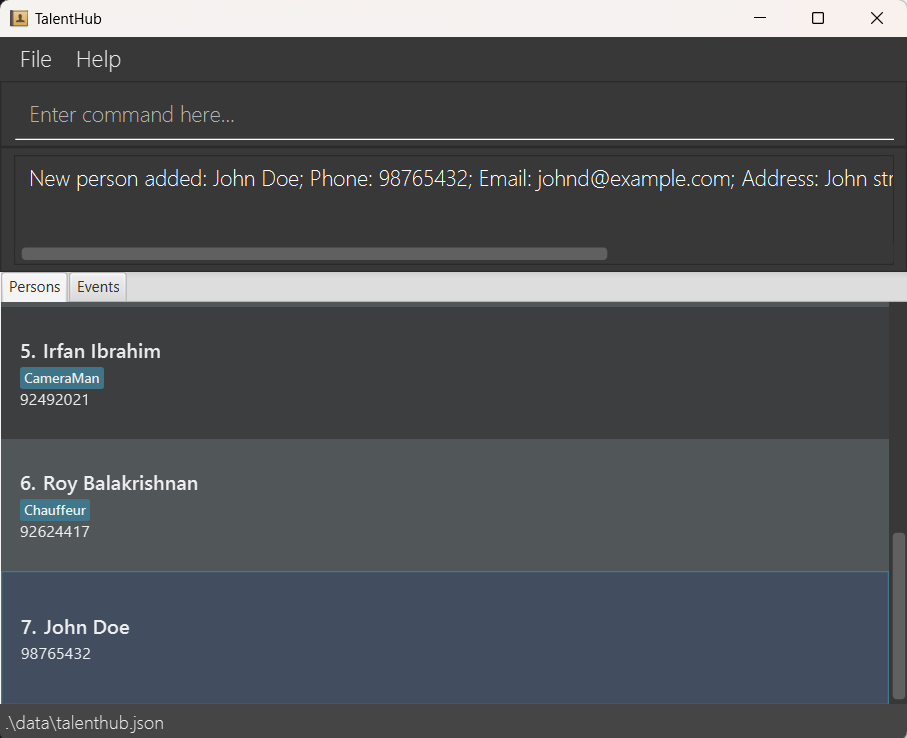 TalentHub
File Help
Enter command here...
New person added: John Doe; Phone: 98765432; Email: johnd@example.com; Address: John str
Persons Events
5. Irfan Ibrahim
CameraMan
92492021
6. Roy Balakrishnan
Chauffeur
92624417
7. John Doe
98765432
.\data\talenthub.json